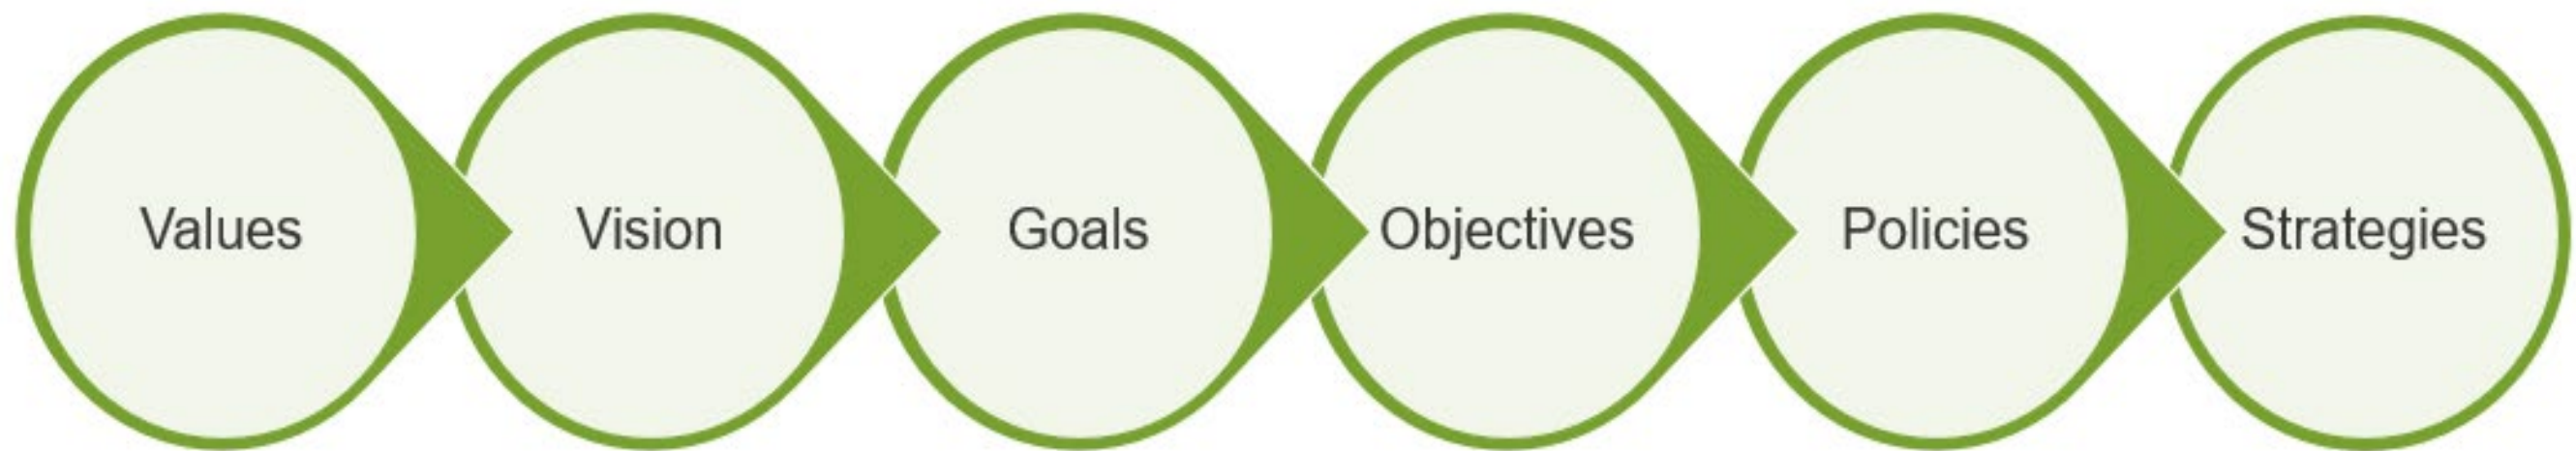 Values
Vision
Goals
Objectives
Policies
Strategies